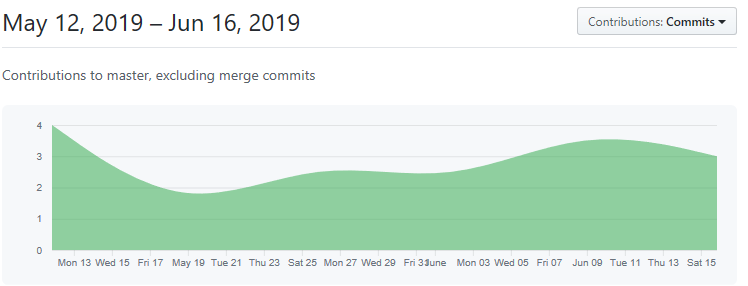 May 12, 2019 – Jun 16, 2019
Contributions: Commits
Contributions to master, excluding merge commits
4
3
2
1
0
Mon 13 Wed 15 Fri 17 May 19 Tue 21 Thu 23 Sat 25 Mon 27 Wed 29 Fri 31 June Mon 03 Wed 05 Fri 07 Jun 09 Tue 11 Thu 13 Sat 15